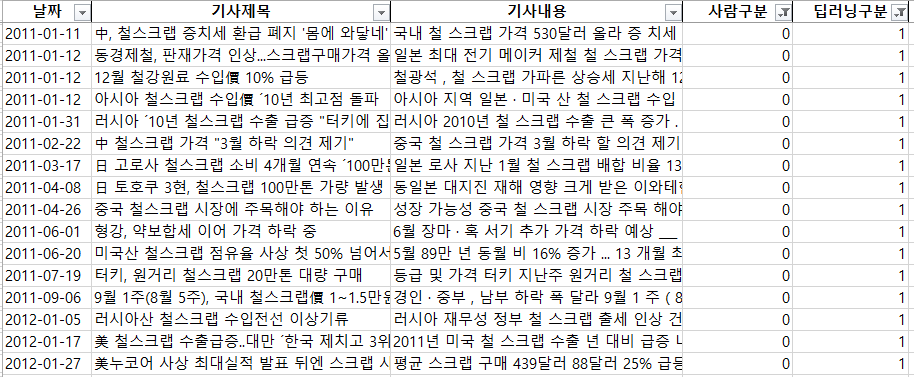 날짜 기사제목 기사내용 사람구분 딥러닝구분
2011-01-11 中, 철스크랩 증치세 환급 폐지 '몸에 와닿네' 국내 철 스크랩 가격 530달러 올라 증 치세 0 1
2011-01-12 동경제철, 판재가격 인상...스크랩구매가격 올 일본 최대 전기 메이커 제철 철 스크랩 가격 0 1
2011-01-12 12월 철강원료 수입價 10% 급등 철광석 , 철 스크랩 가파른 상승세 지난해 12 0 1
2011-01-12 아시아 철스크랩 수입價 ´10년 최고점 돌파 아시아 지역 일본 · 미국 산 철 스크랩 수입 0 1
2011-01-31 러시아 ´10년 철스크랩 수출 급증 "터키에 집 러시아 2010년 철 스크랩 수출 큰 폭 증가 . 0 1
2011-02-22 中 철스크랩 가격 "3월 하락 의견 제기" 중국 철 스크랩 가격 3월 하락 할 의견 제기 0 1
2011-03-17 日 고로사 철스크랩 소비 4개월 연속 ´100만톤 일본 로사 지난 1월 철 스크랩 배합 비율 13 0 1
2011-04-08 日 토호쿠 3현, 철스크랩 100만톤 가량 발생 동일본 대지진 재해 영향 크게 받은 이와테현 0 1
2011-04-26 중국 철스크랩 시장에 주목해야 하는 이유 성장 가능성 중국 철 스크랩 시장 주목 해야 0 1
2011-06-01 형강, 약보합세 이어 가격 하락 중 6월 장마 · 혹 서기 추가 가격 하락 예상 __ 0 1
2011-06-20 미국산 철스크랩 점유율 사상 첫 50% 넘어서 5월 89만 년 동월 비 16% 증가 ... 13 개월 최 0 1
2011-07-19 터키, 원거리 철스크랩 20만톤 대량 구매 등급 및 가격 터키 지난주 원거리 철 스크랩 0 1
2011-09-06 9월 1주(8월 5주), 국내 철스크랩價 1~1.5만원 경인 · 중부 , 남부 하락 폭 달라 9월 1 주 ( 8 0 1
2012-01-05 러시아산 철스크랩 수입전선 이상기류 러시아 재무성 정부 철 스크랩 출세 인상 건 0 1
2012-01-17 美 철스크랩 수출급증..대만 ´한국 제치고 3위 2011년 미국 철 스크랩 수출 년 대비 급증 0 1
2012-01-27 美누코어 사상 최대실적 발표 뒤엔 스크랩 평균 스크랩 구매 439달러 88달러 25% 급등 0 1